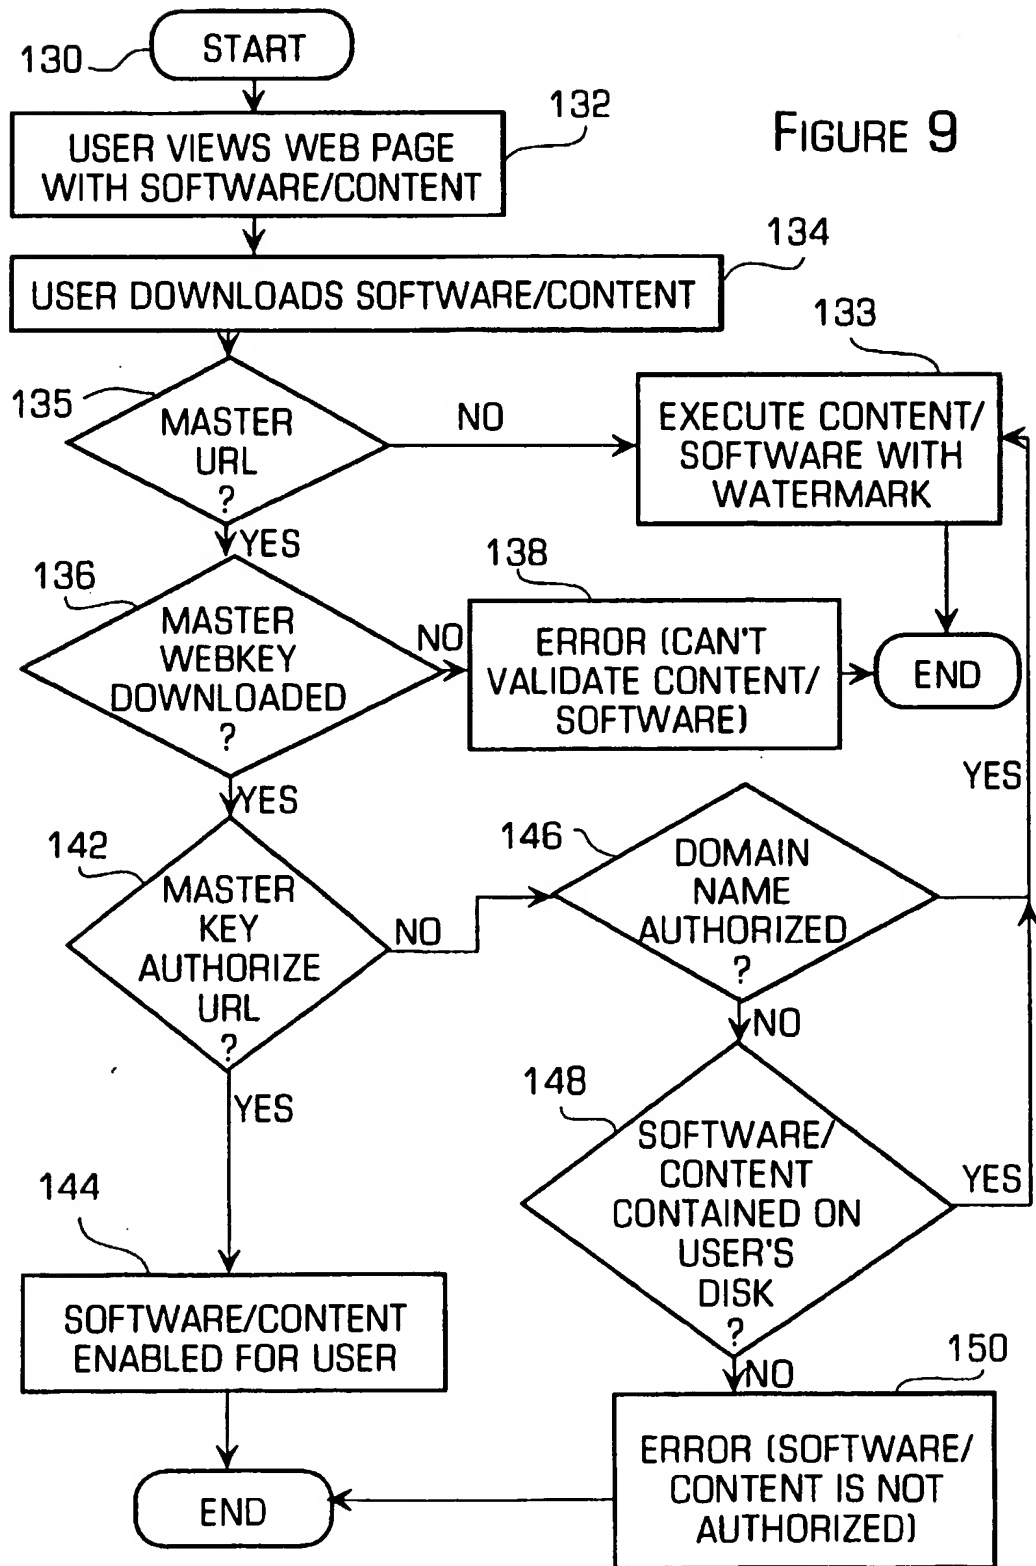 130
START
132
FIGURE 9
USER VIEWS WEB PAGE
WITH SOFTWARE/CONTENT
134
USER DOWNLOADS SOFTWARE/CONTENT
133
135
MASTER
URL
?
NO
EXECUTE CONTENT/
SOFTWARE WITH
WATERMARK
YES
136
MASTER
WEBKEY
DOWNLOADED
?
NO
138
ERROR (CAN'T
VALIDATE CONTENT/
SOFTWARE)
END
YES
YES
142
MASTER
KEY
AUTHORIZE
URL
?
NO
146
DOMAIN
NAME
AUTHORIZED
?
NO
YES
148
SOFTWARE/
CONTENT
CONTAINED ON
USER'S
DISK
?
YES
144
SOFTWARE/CONTENT
ENABLED FOR USER
NO
150
ERROR (SOFTWARE/
CONTENT IS NOT
AUTHORIZED)
END